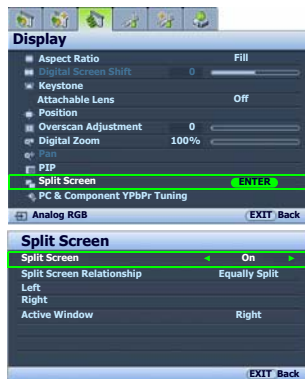 Display
Aspect Ratio Fill
Digital Screen Shift 0
Keystone
Attachable Lens Off
Position
Overscan Adjustment 0
Digital Zoom 100%
Pan
PIP
Split Screen ENTER
PC & Component YPbPr Tuning
Analog RGB EXIT Back
Split Screen
Split Screen On
Split Screen Relationship Equally Split
Left
Right
Active Window Right
EXIT Back